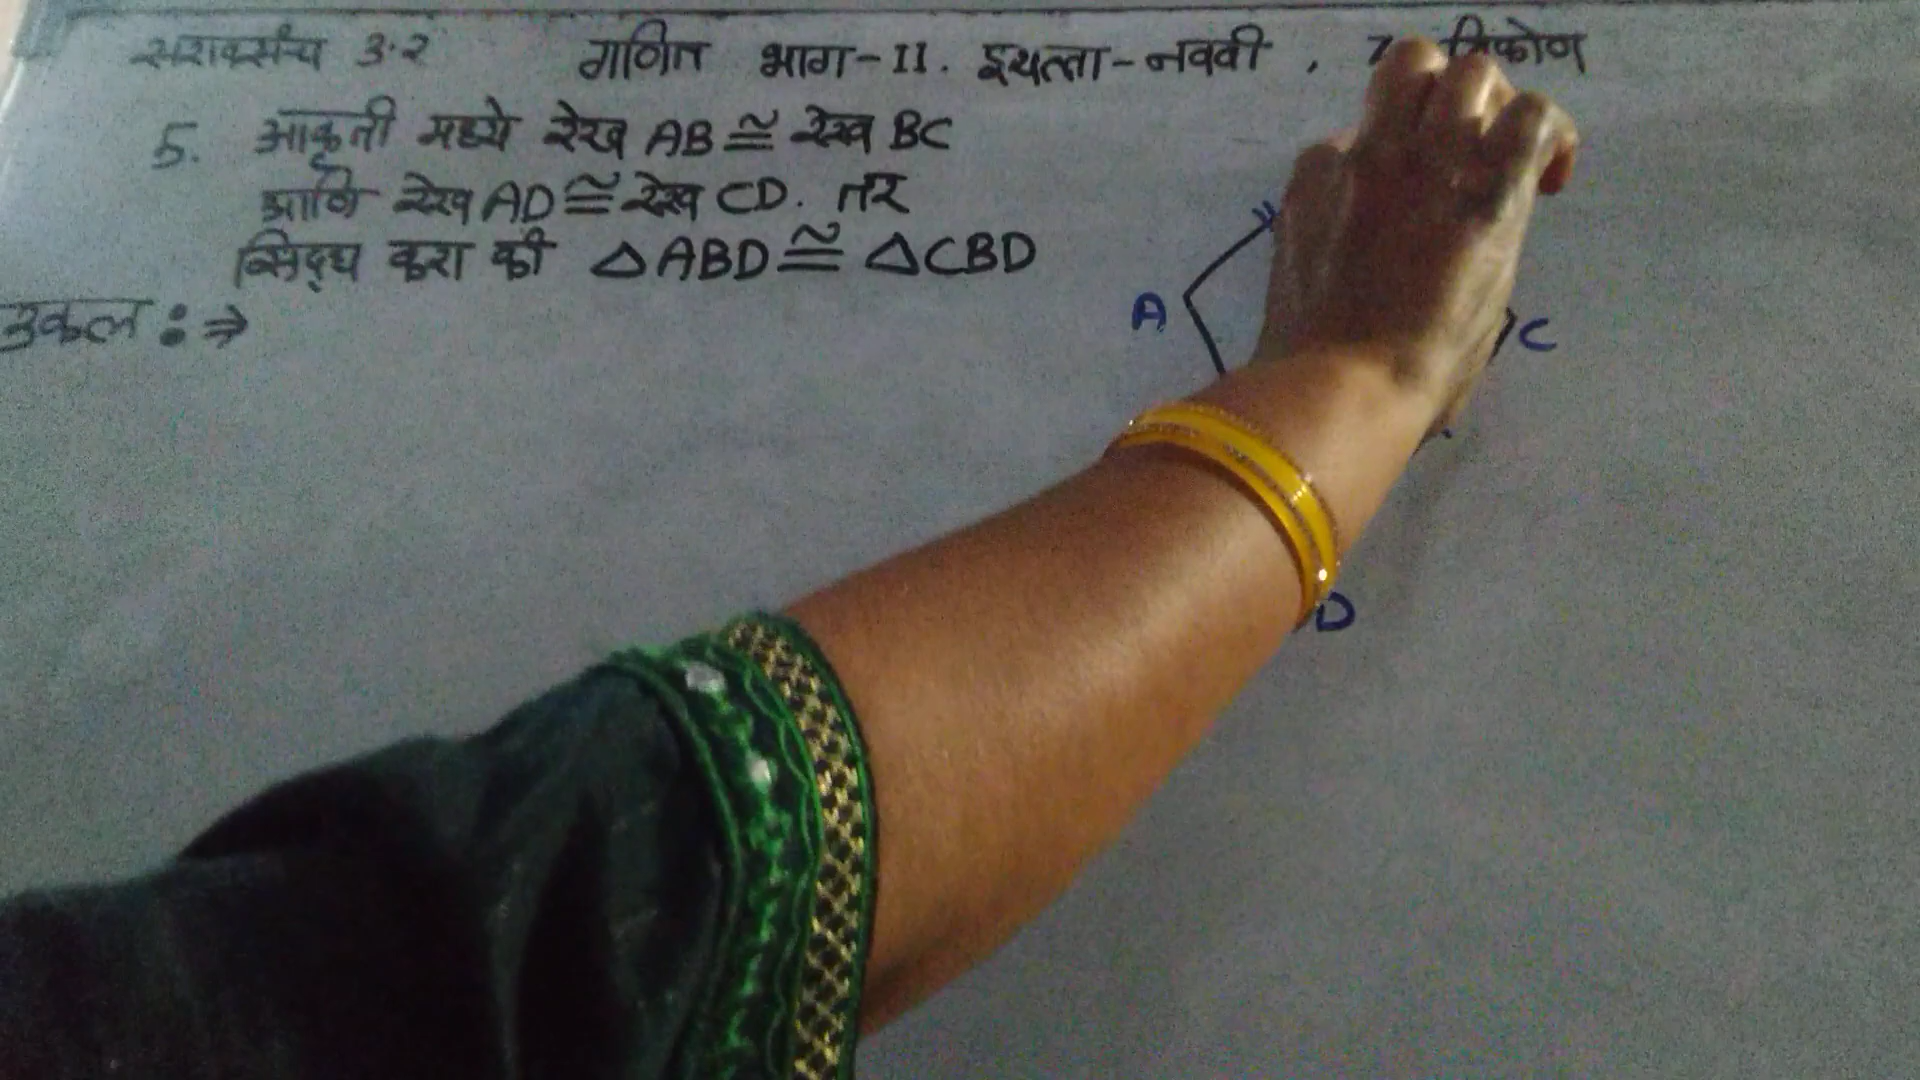 सरावसंच 3.2 गणित भाग-II. इयत्ता-नववी, त्रिकोण
5. आकृती मध्ये रेख AB ≅ रेख BC
आणि रेख AD ≅ रेख CD. तर
सिद्ध करा की △ABD ≅ △CBD
उकल :⇒
A
C
D